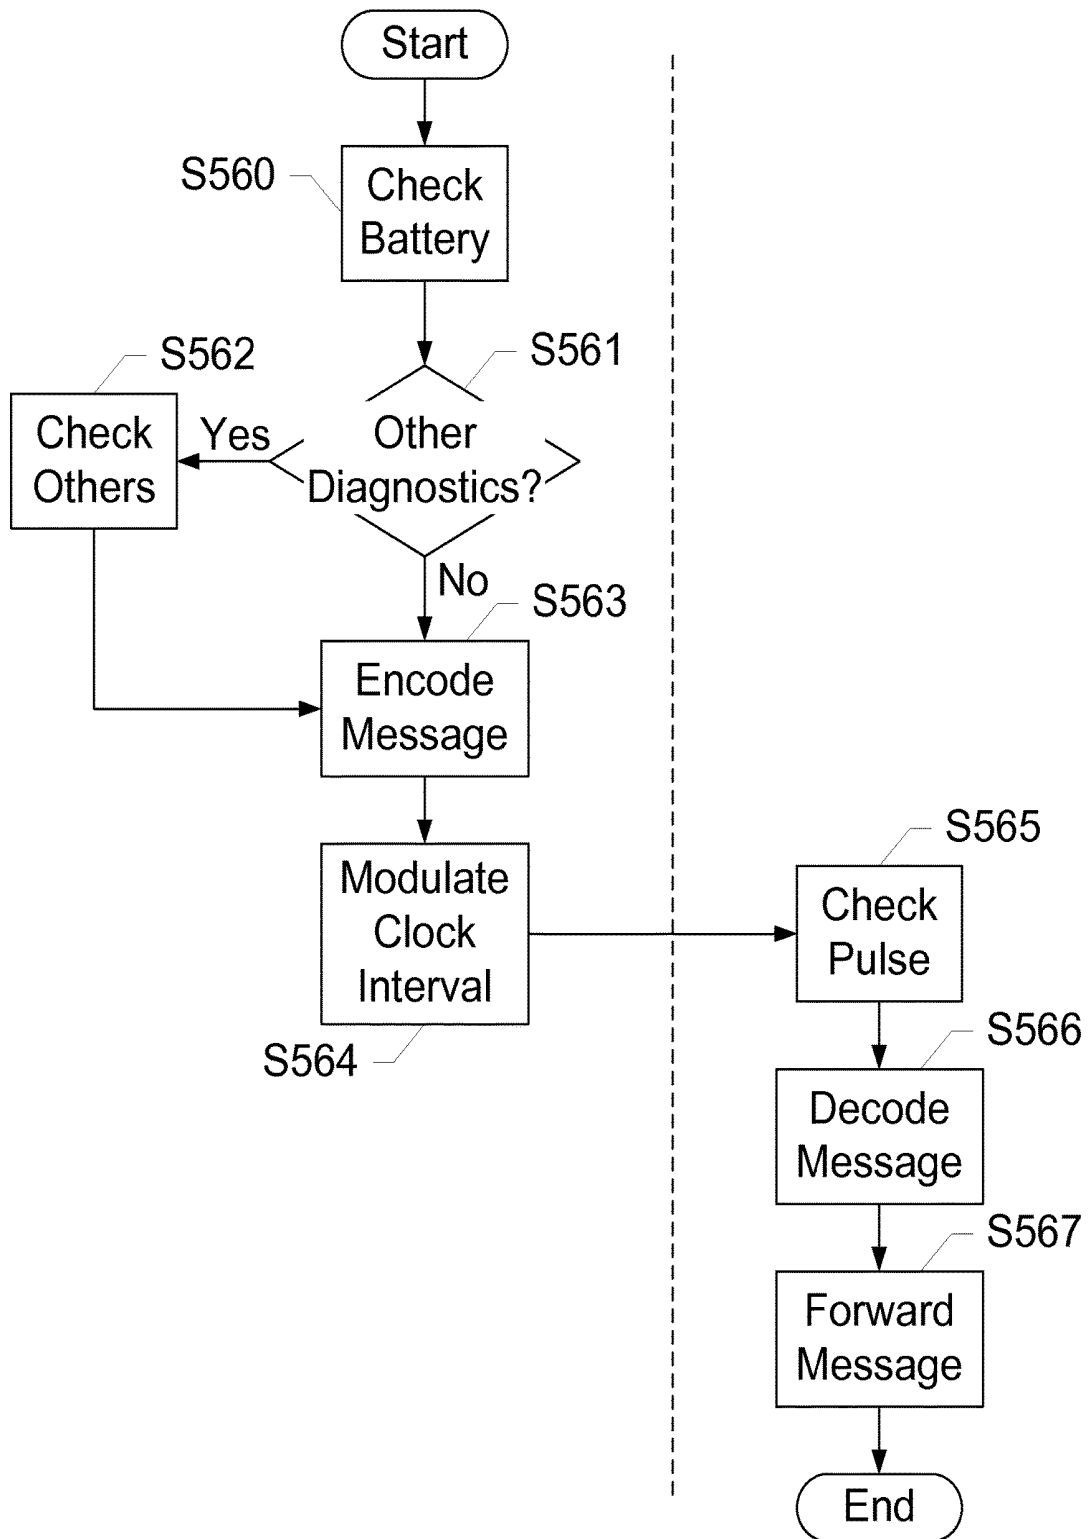 Start
S560
Check
Battery
S561
S562
Check
Others
Yes
Other
Diagnostics?
No
S563
Encode
Message
Modulate
Clock
Interval
S564
S565
Check
Pulse
S566
Decode
Message
S567
Forward
Message
End